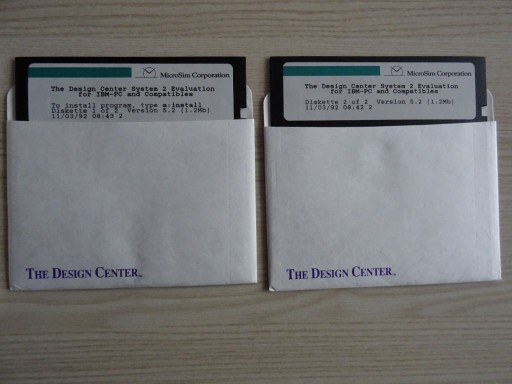 MicroSim Corporation
The Design Center System 2 Evaluation
for IBM-PC and Compatibles
To install program, type a:install
Diskette 1 of 2 Version 5.2 (1.2Mb)
11/03/92 08:43 2
THE DESIGN CENTER™
MicroSim Corporation
The Design Center System 2 Evaluation
for IBM-PC and Compatibles
Diskette 2 of 2 Version 5.2 (1.2Mb)
11/03/92 08:42 2
THE DESIGN CENTER™